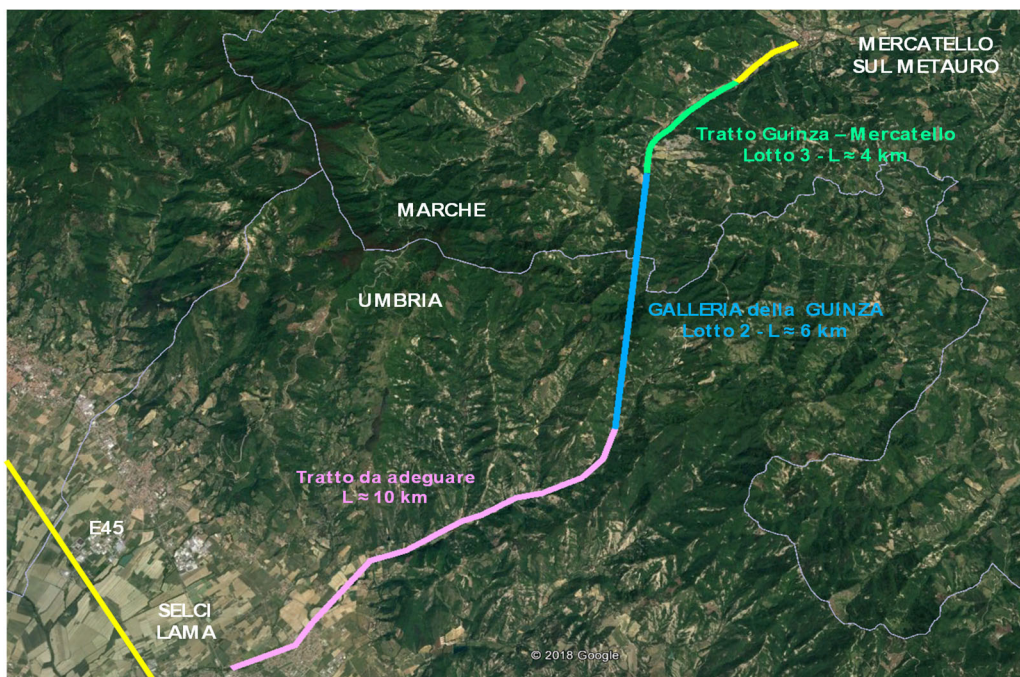 MERCATELLO
SUL METAURO
Tratto Guinza – Mercatello
Lotto 3 - L ≈ 4 km
MARCHE
UMBRIA
GALLERIA della GUINZA
Lotto 2 - L ≈ 6 km
Tratto da adeguare
L ≈ 10 km
E45
SELCI
LAMA
© 2018 Google